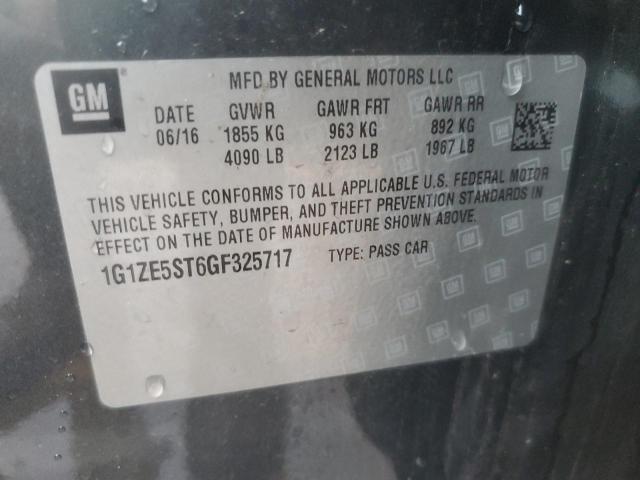 GM
MFD BY GENERAL MOTORS LLC
DATE GVWR GAWR FRT GAWR RR
06/16 1855 KG 963 KG 892 KG
4090 LB 2123 LB 1967 LB
THIS VEHICLE CONFORMS TO ALL APPLICABLE U.S. FEDERAL MOTOR
VEHICLE SAFETY, BUMPER, AND THEFT PREVENTION STANDARDS IN
EFFECT ON THE DATE OF MANUFACTURE SHOWN ABOVE.
1G1ZE5ST6GF325717 TYPE: PASS CAR